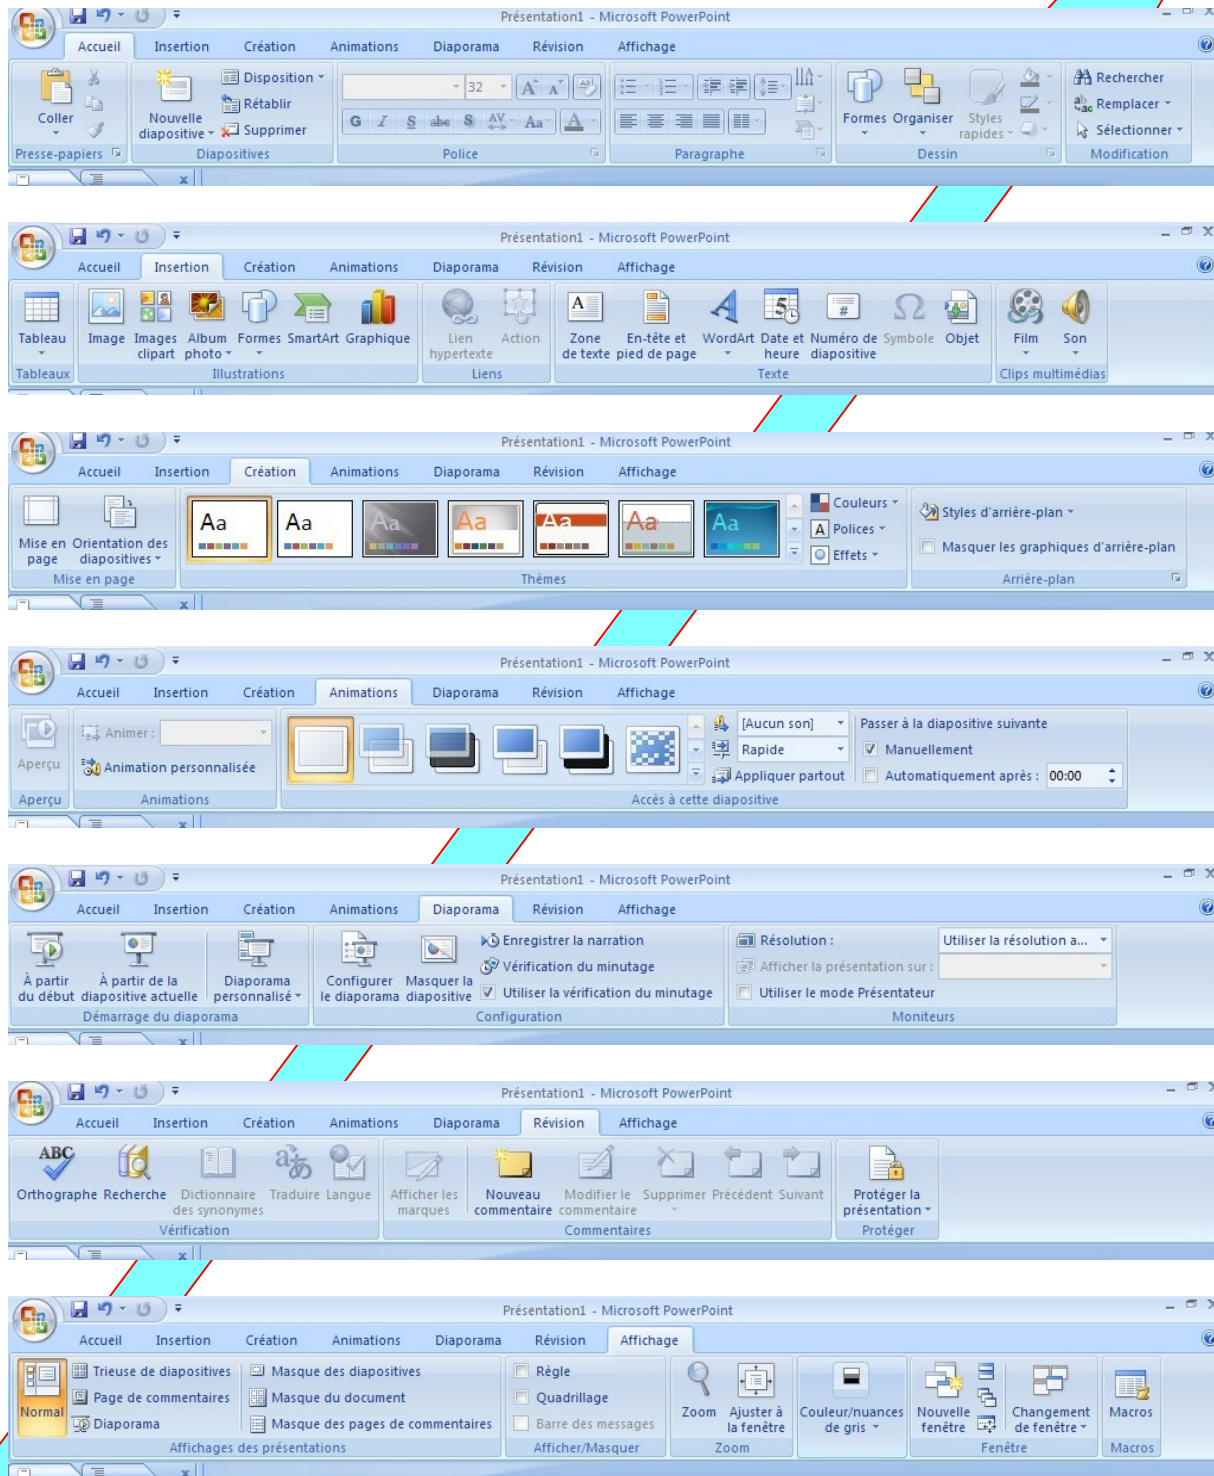 Présentation1 - Microsoft PowerPoint
Accueil Insertion Création Animations Diaporama Révision Affichage
Coller Nouvelle diapositive Disposition Rétablir Supprimer 32 A A Aa G I S abc S AV Aa A Formes Organiser Styles rapides Rechercher Remplacer Sélectionner
Presse-papiers Diapositives Police Paragraphe Dessin Modification
Présentation1 - Microsoft PowerPoint
Accueil Insertion Création Animations Diaporama Révision Affichage
Tableau Image Images clipart Album photo Formes SmartArt Graphique Lien hypertexte Action Zone de texte En-tête et pied de page WordArt Date et heure Numéro de diapositive Symbole Objet Film Son
Tableaux Illustrations Liens Texte Clips multimédias
Présentation1 - Microsoft PowerPoint
Accueil Insertion Création Animations Diaporama Révision Affichage
Mise en page Orientation des diapositives Aa Aa Aa Aa Aa Aa Aa Couleurs A Polices Effets Styles d'arrière-plan Masquer les graphiques d'arrière-plan
Mise en page Thèmes Arrière-plan
Présentation1 - Microsoft PowerPoint
Accueil Insertion Création Animations Diaporama Révision Affichage
Aperçu Animer : Animation personnalisée [Aucun son] Rapide Appliquer partout Passer à la diapositive suivante Manuellement Automatiquement après : 00:00
Aperçu Animations Accès à cette diapositive
Présentation1 - Microsoft PowerPoint
Accueil Insertion Création Animations Diaporama Révision Affichage
À partir du début À partir de la diapositive actuelle Diaporama personnalisé Configurer le diaporama Masquer la diapositive Enregistrer la narration Vérification du minutage Utiliser la vérification du minutage Résolution : Utiliser la résolution a... Afficher la présentation sur : Utiliser le mode Présentateur
Démarrage du diaporama Configuration Moniteurs
Présentation1 - Microsoft PowerPoint
Accueil Insertion Création Animations Diaporama Révision Affichage
ABC Orthographe Recherche Dictionnaire des synonymes Traduire Langue Afficher les marques Nouveau commentaire Modifier le commentaire Supprimer Précédent Suivant Protéger la présentation
Vérification Commentaires Protéger
Présentation1 - Microsoft PowerPoint
Accueil Insertion Création Animations Diaporama Révision Affichage
Normal Trieuse de diapositives Page de commentaires Diaporama Masque des diapositives Masque du document Masque des pages de commentaires Règle Quadrillage Barre des messages Zoom Ajuster à la fenêtre Couleur/nuances de gris Nouvelle fenêtre Changement de fenêtre Macros
Affichages des présentations Afficher/Masquer Zoom Fenêtre Macros